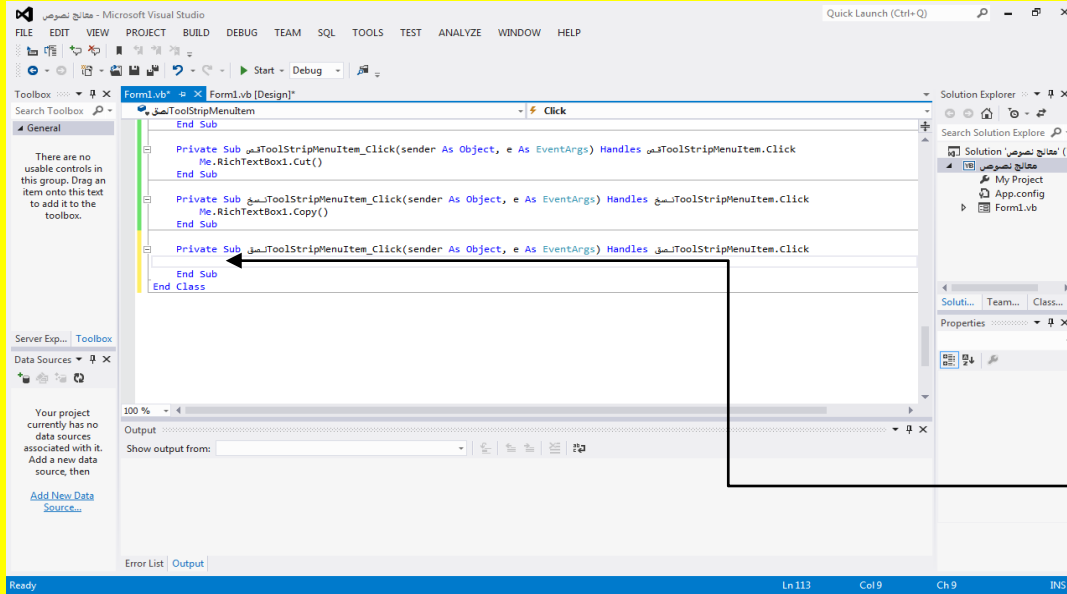 معالج نصوص - Microsoft Visual Studio
Quick Launch (Ctrl+Q)
FILE EDIT VIEW PROJECT BUILD DEBUG TEAM SQL TOOLS TEST ANALYZE WINDOW HELP
Start Debug
Toolbox
Search Toolbox
General
There are no
usable controls in
this group. Drag an
item onto this text
to add it to the
toolbox.
Server Exp... Toolbox
Data Sources
Your project
currently has no
data sources
associated with it.
Add a new data
source, then
Add New Data
Source...
Form1.vb* Form1.vb [Design]*
لصقToolStripMenuItem Click
End Sub
Private Sub قصToolStripMenuItem_Click(sender As Object, e As EventArgs) Handles قصToolStripMenuItem.Click
Me.RichTextBox1.Cut()
End Sub
Private Sub نسخToolStripMenuItem_Click(sender As Object, e As EventArgs) Handles نسخToolStripMenuItem.Click
Me.RichTextBox1.Copy()
End Sub
Private Sub لصقToolStripMenuItem_Click(sender As Object, e As EventArgs) Handles لصقToolStripMenuItem.Click
End Sub
End Class
100 %
Output
Show output from:
Error List Output
Solution Explorer
Search Solution Explore
Solution 'معالج نصوص' (
معالج نصوص
My Project
App.config
Form1.vb
Soluti... Team... Class...
Properties
Ready Ln 113 Col 9 Ch 9 INS